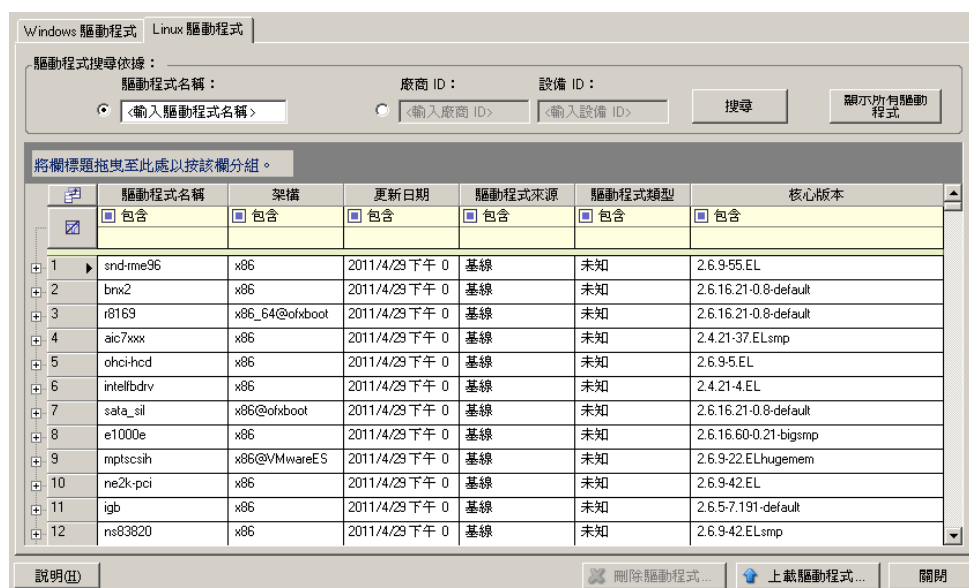 Windows 驅動程式 Linux 驅動程式
驅動程式搜尋依據：
驅動程式名稱： 廠商 ID： 設備 ID：
<輸入驅動程式名稱> <輸入廠商 ID> <輸入設備 ID> 搜尋 顯示所有驅動
程式
將欄標題拖曳至此處以按該欄分組。
驅動程式名稱 架構 更新日期 驅動程式來源 驅動程式類型 核心版本
包含 包含 包含 包含 包含 包含
1 snd-rme96 x86 2011/4/29 下午 0 基線 未知 2.6.9-55.EL
2 bnx2 x86 2011/4/29 下午 0 基線 未知 2.6.16.21-0.8-default
3 r8169 x86_64@ofxboot 2011/4/29 下午 0 基線 未知 2.6.16.21-0.8-default
4 aic7xxx x86 2011/4/29 下午 0 基線 未知 2.4.21-37.ELsmp
5 ohci-hcd x86 2011/4/29 下午 0 基線 未知 2.6.9-5.EL
6 intelfbdrv x86 2011/4/29 下午 0 基線 未知 2.4.21-4.EL
7 sata_sil x86@ofxboot 2011/4/29 下午 0 基線 未知 2.6.16.21-0.8-default
8 e1000e x86 2011/4/29 下午 0 基線 未知 2.6.16.60-0.21-bigsmp
9 mptscsih x86@VMwareES 2011/4/29 下午 0 基線 未知 2.6.9-22.ELhugemem
10 ne2k-pci x86 2011/4/29 下午 0 基線 未知 2.6.9-42.EL
11 igb x86 2011/4/29 下午 0 基線 未知 2.6.5-7.191-default
12 ns83820 x86 2011/4/29 下午 0 基線 未知 2.6.9-42.ELsmp
說明(H) 刪除驅動程式... 上載驅動程式... 關閉